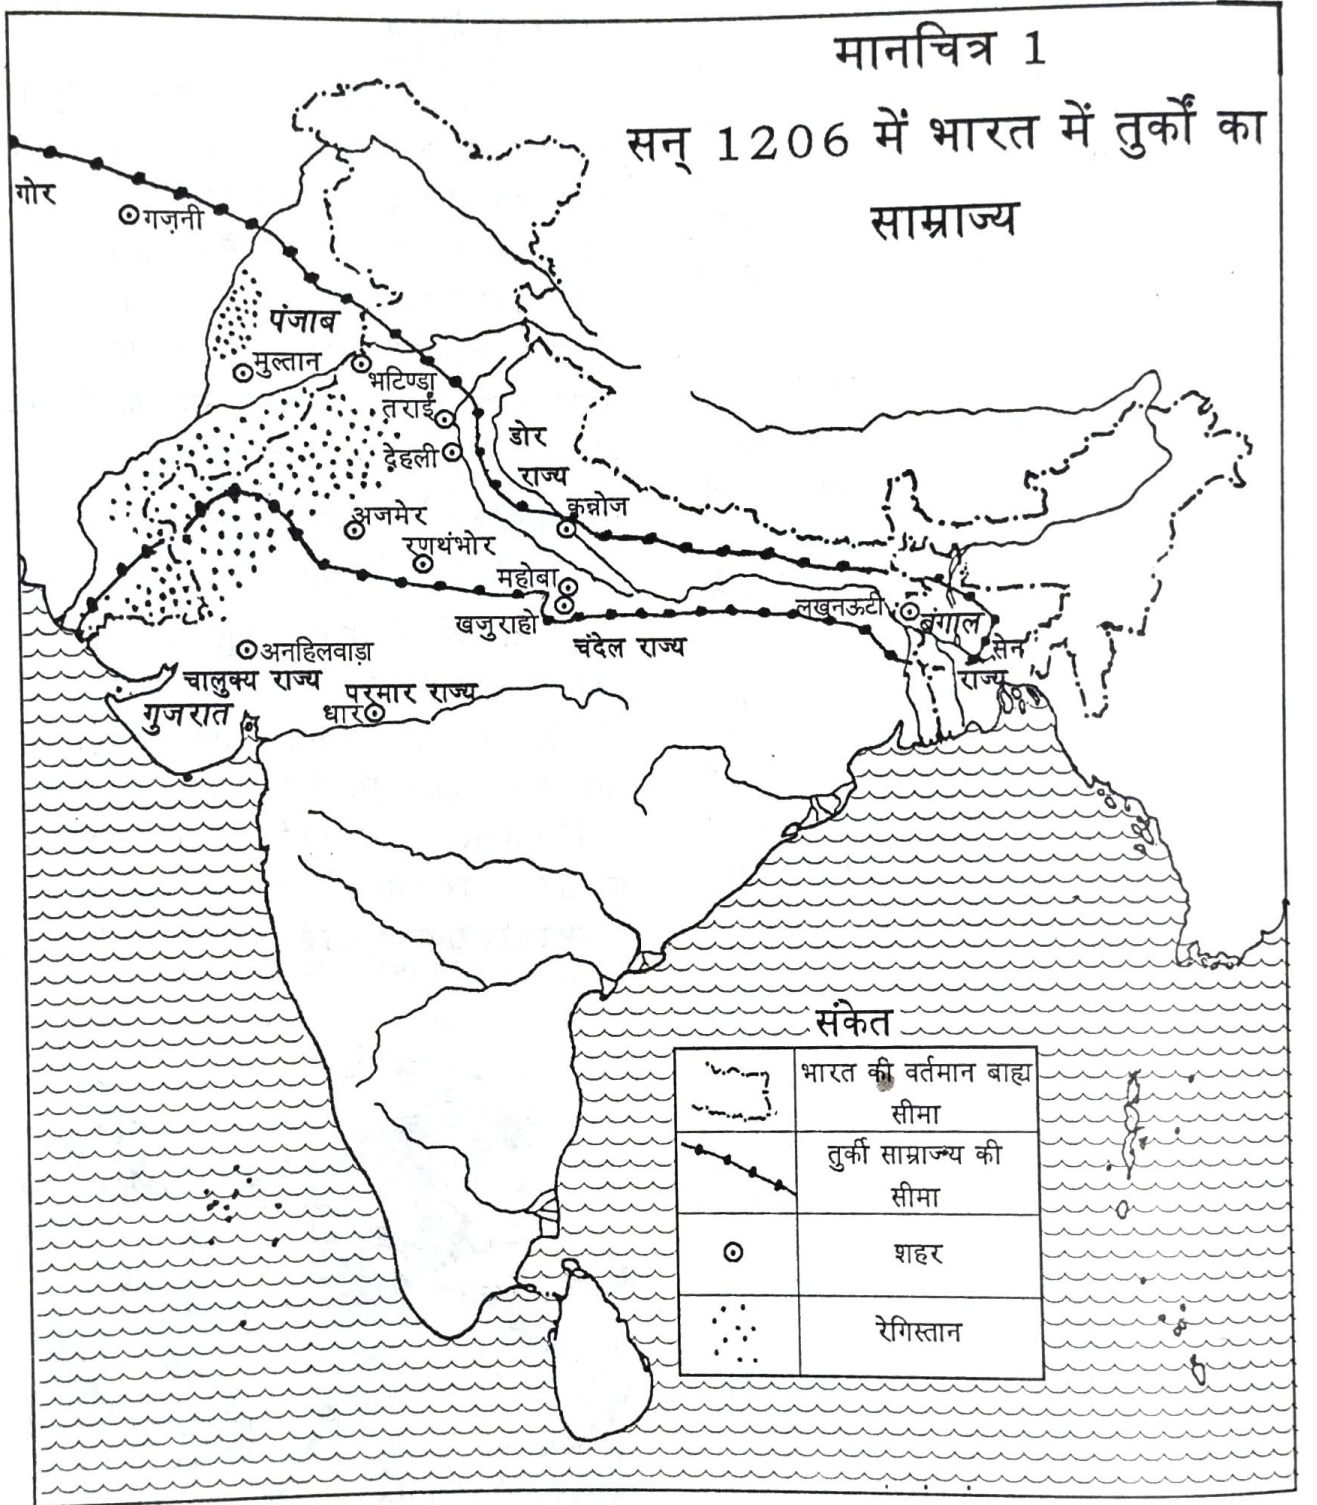 मानचित्र 1
सन् 1206 में भारत में तुर्कों का
साम्राज्य
गोर
गज़नी
पंजाब
मुल्तान
भटिण्डा
तराई
देहली
डोर
राज्य
कन्नोज
अजमेर
रणथंभोर
महोबा
खजुराहो
चंदेल राज्य
लखनऊटी
बंगाल
सेन
राज्य
अनहिलवाड़ा
चालुक्य राज्य
परमार राज्य
गुजरात
धार
संकेत
भारत की वर्तमान बाह्य
सीमा
तुर्की साम्राज्य की
सीमा
शहर
रेगिस्तान